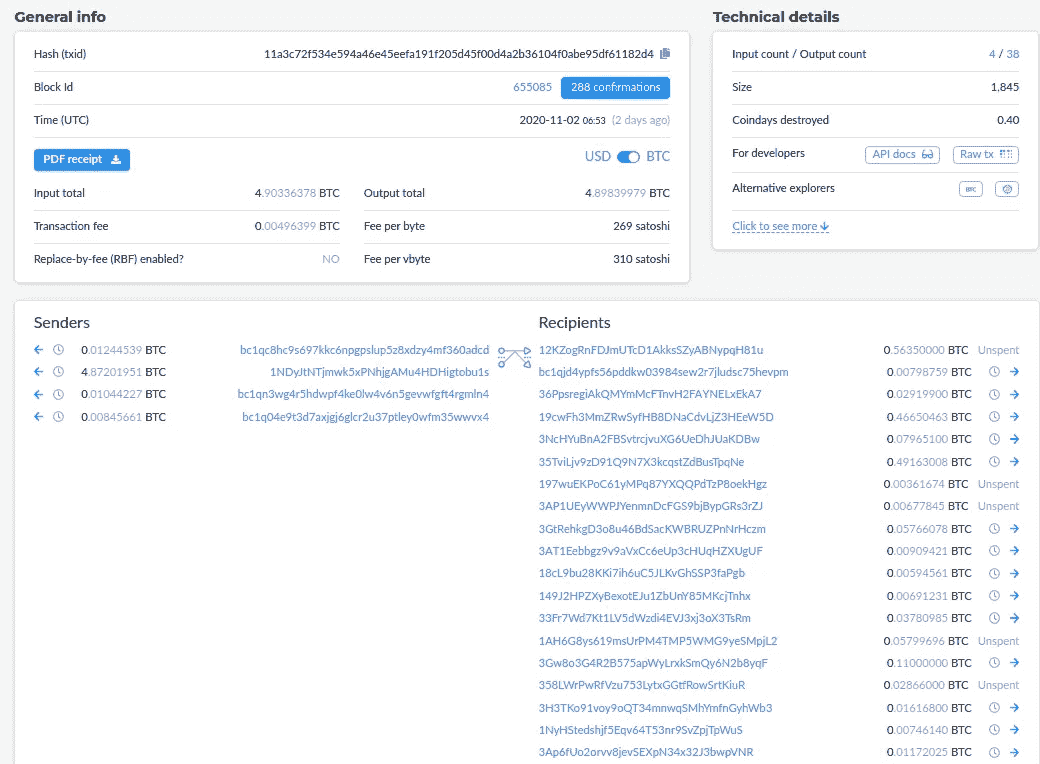 General info
Technical details
Hash (txid) 11a3c72f534e594a46e45eefa191f205d45f00d4a2b36104f0abe95df61182d4
Input count / Output count 4 / 38
Block Id 655085 288 confirmations
Size 1,845
Time (UTC) 2020-11-02 06:53 (2 days ago)
Coindays destroyed 0.40
PDF receipt USD BTC
For developers API docs Raw tx
Input total 4.90336378 BTC Output total 4.89839979 BTC
Alternative explorers
Transaction fee 0.00496399 BTC Fee per byte 269 satoshi
Click to see more
Replace-by-fee (RBF) enabled? NO Fee per vbyte 310 satoshi
Senders
0.01244539 BTC bc1qc8hc9s697kkc6npgpslup5z8xdzy4mf360adcd
4.87201951 BTC 1NDyJtNTjmwk5xPNhjgAMu4HDHigtobu1s
0.01044227 BTC bc1qn3wg4r5hdwpf4ke0lw4v6n5gevwfgft4rgmln4
0.00845661 BTC bc1q04e9t3d7axjgj6glcr2u37ptley0wfm35wwvx4
Recipients
12KZogRnFDJmUTcD1AkksSZyABNypqH81u 0.56350000 BTC Unspent
bc1qjd4ypfs56pddkw03984sew2r7jludsc75hevpm 0.00798759 BTC
36PpsregiAkQMYmMcFTnvH2FAYNELxEkA7 0.02919900 BTC
19cwFh3MmZRwSyfHB8DNaCdvLjZ3HEeW5D 0.46650463 BTC
3NcHYuBnA2FBSvtrcjvuXG6UeDhJUaKDBw 0.07965100 BTC
35TviLjv9zD91Q9N7X3kcqstZdBusTpqNe 0.49163008 BTC
197wuEKPoC61yMPq87YXQQPdTzP8oekHgz 0.00361674 BTC Unspent
3AP1UEyWWPJYenmnDcFGS9bjBypGRs3rZJ 0.00677845 BTC Unspent
3GtRehkgD3o8u46BdSacKWBRUZPnNrHczm 0.05766078 BTC
3AT1Eebbgz9v9aVxCc6eUp3cHUqHZXUgUF 0.00909421 BTC
18cL9bu28KKi7ih6uC5JLKvGhSSP3faPgb 0.00594561 BTC
149J2HPZXyBexotEJu1ZbUnY85MKcjTnhx 0.00691231 BTC
33Fr7Wd7Kt1LV5dWzdi4EVJ3xj3oX3TsRm 0.03780985 BTC
1AH6G8ys619msUrPM4TMP5WMG9yeSMpjL2 0.05799696 BTC Unspent
3Gw8o3G4R2B575apWyLrxkSmQy6N2b8yqF 0.11000000 BTC
358LWrPwRfVzu753LytxGGtfRowSrtKiuR 0.02866000 BTC Unspent
3H3TKo91voy9oQT34mnwqSMhYmfnGyhWb3 0.01616800 BTC
1NyHStedshjf5Eqv64T53nr9SvZpjTpWuS 0.00746140 BTC
3Ap6fUo2orvv8jevSEXpN34x32J3bwpVNR 0.01172025 BTC